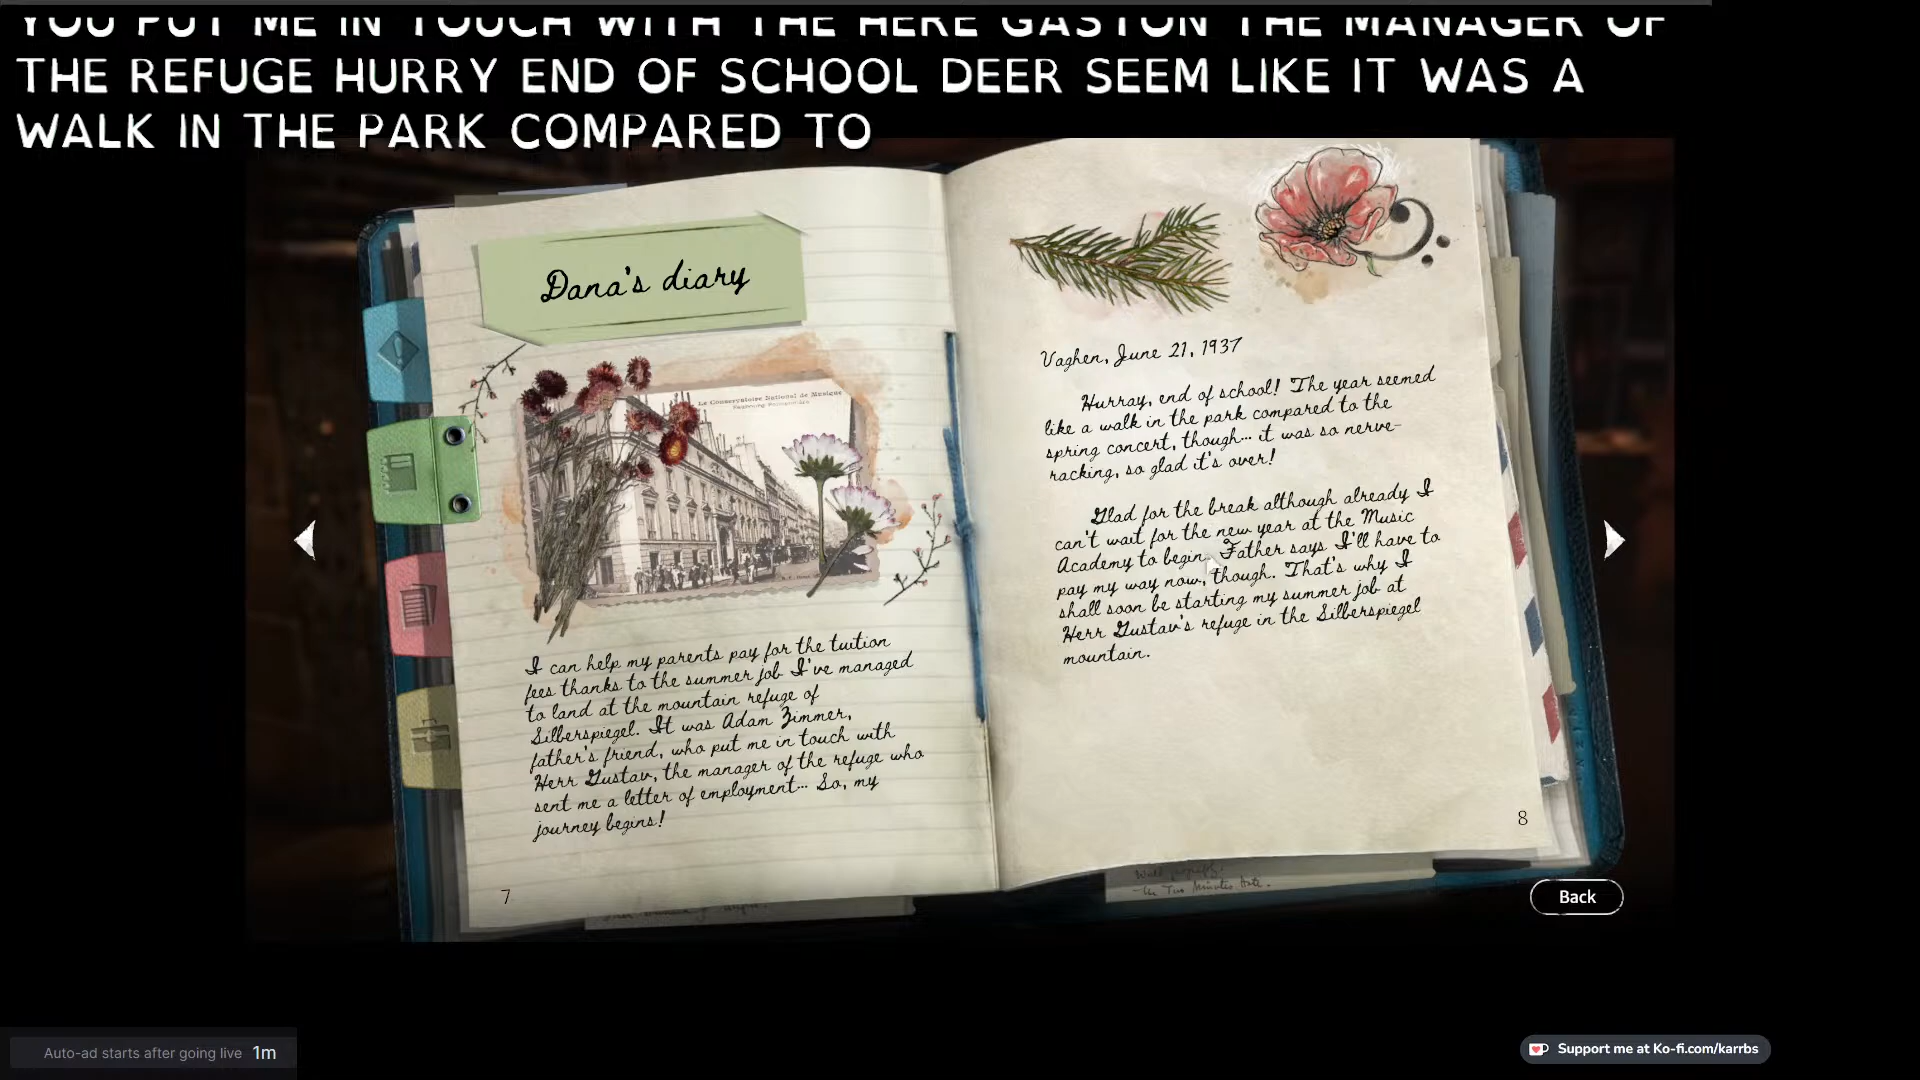 YOU PUT ME IN TOUCH WITH THE HERE GASTON THE MANAGER OF
THE REFUGE HURRY END OF SCHOOL DEER SEEM LIKE IT WAS A
WALK IN THE PARK COMPARED TO
Dana's diary
Le Conservatoire National de Musique
I can help my parents pay for the tuition
fees thanks to the summer job I've managed
to land at the mountain refuge of
Silberspiegel. It was Adam Zimmer,
father's friend, who put me in touch with
Herr Gustav, the manager of the refuge who
sent me a letter of employment... So, my
journey begins!
7
Vaghen, June 21, 1937
Hurray, end of school! The year seemed
like a walk in the park compared to the
spring concert, though... it was so nerve-
racking, so glad it's over!
Glad for the break although already I
can't wait for the new year at the Music
Academy to begin. Father says I'll have to
pay my way now, though. That's why I
shall soon be starting my summer job at
Herr Gustav's refuge in the Silberspiegel
mountain.
8
Back
Auto-ad starts after going live 1m
Support me at Ko-fi.com/karrbs